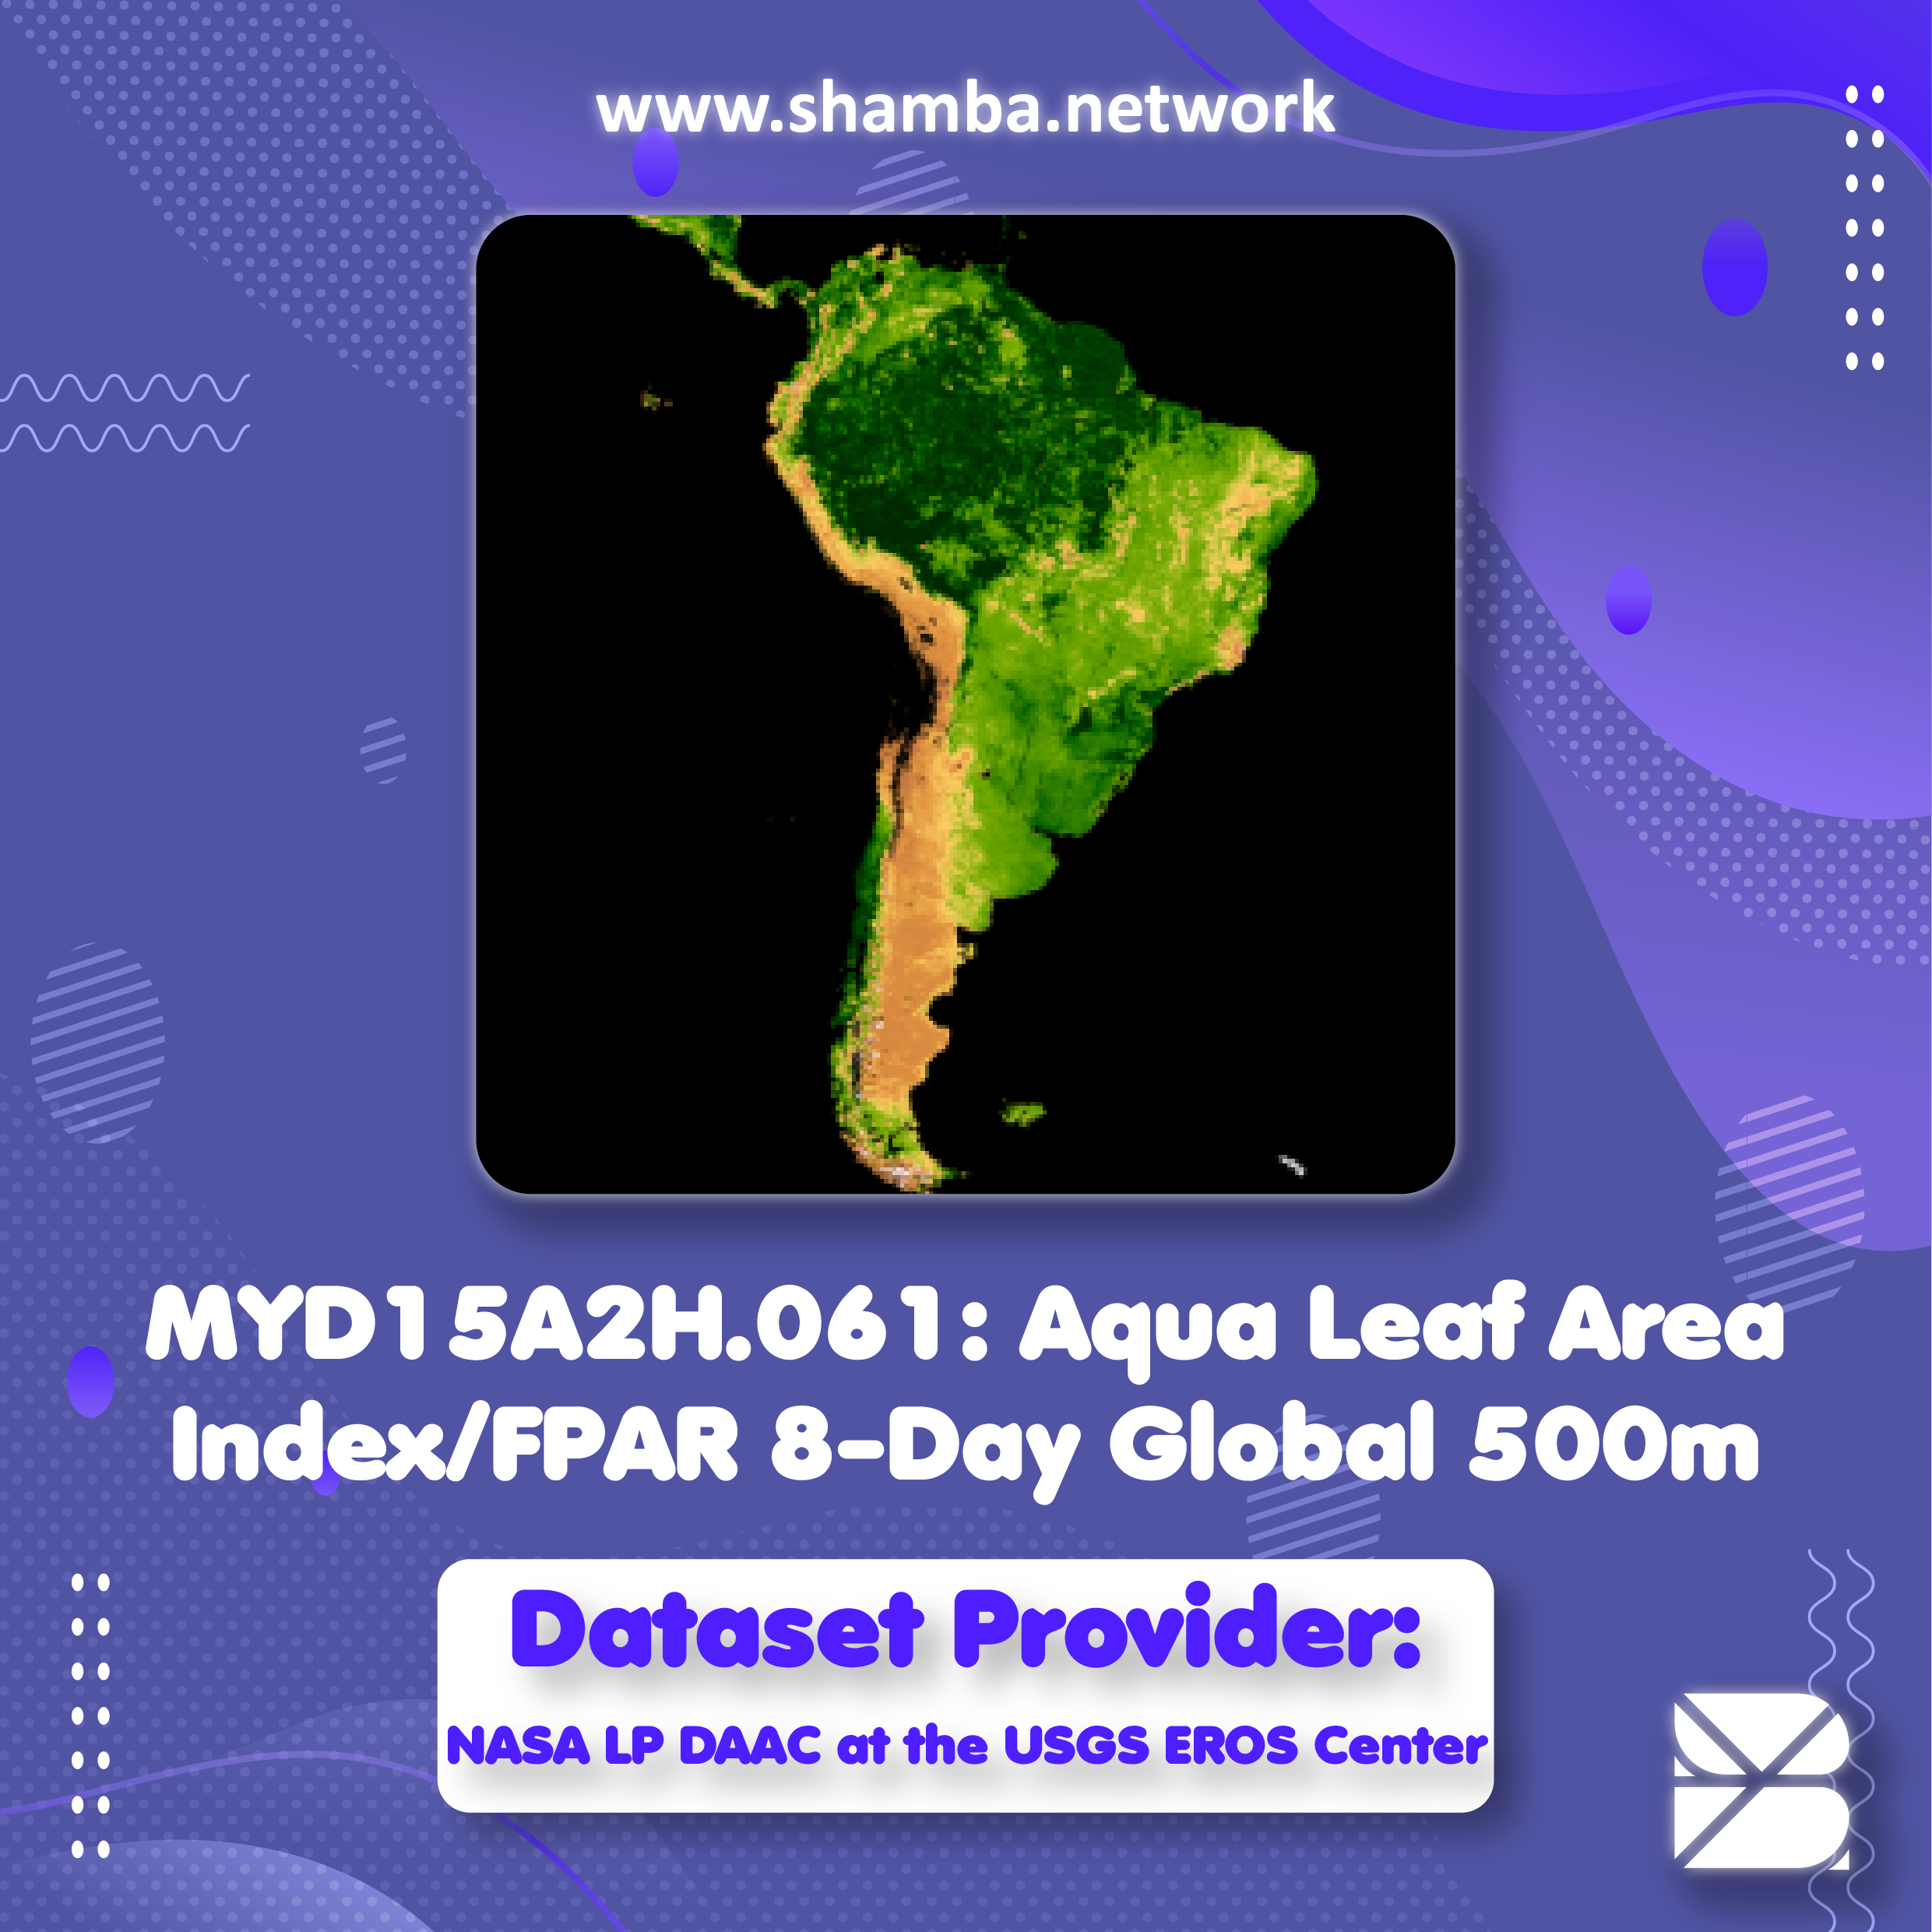 www.shamba.network
MYD15A2H.061: Aqua Leaf Area
Index/FPAR 8-Day Global 500m
Dataset Provider:
NASA LP DAAC at the USGS EROS Center